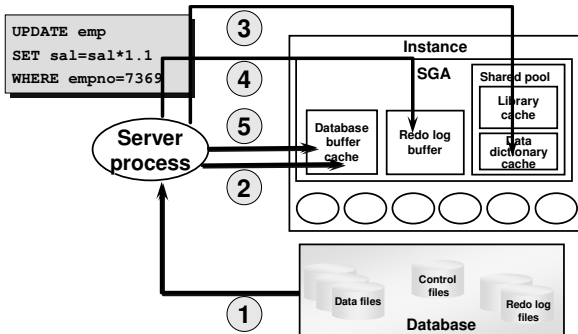 UPDATE emp
SET sal=sal*1.1
WHERE empno=7369
3
4
5
2
1
Server
process
Instance
SGA
Shared pool
Library
cache
Data
dictionary
cache
Database
buffer
cache
Redo log
buffer
Data files
Control
files
Redo log
files
Database